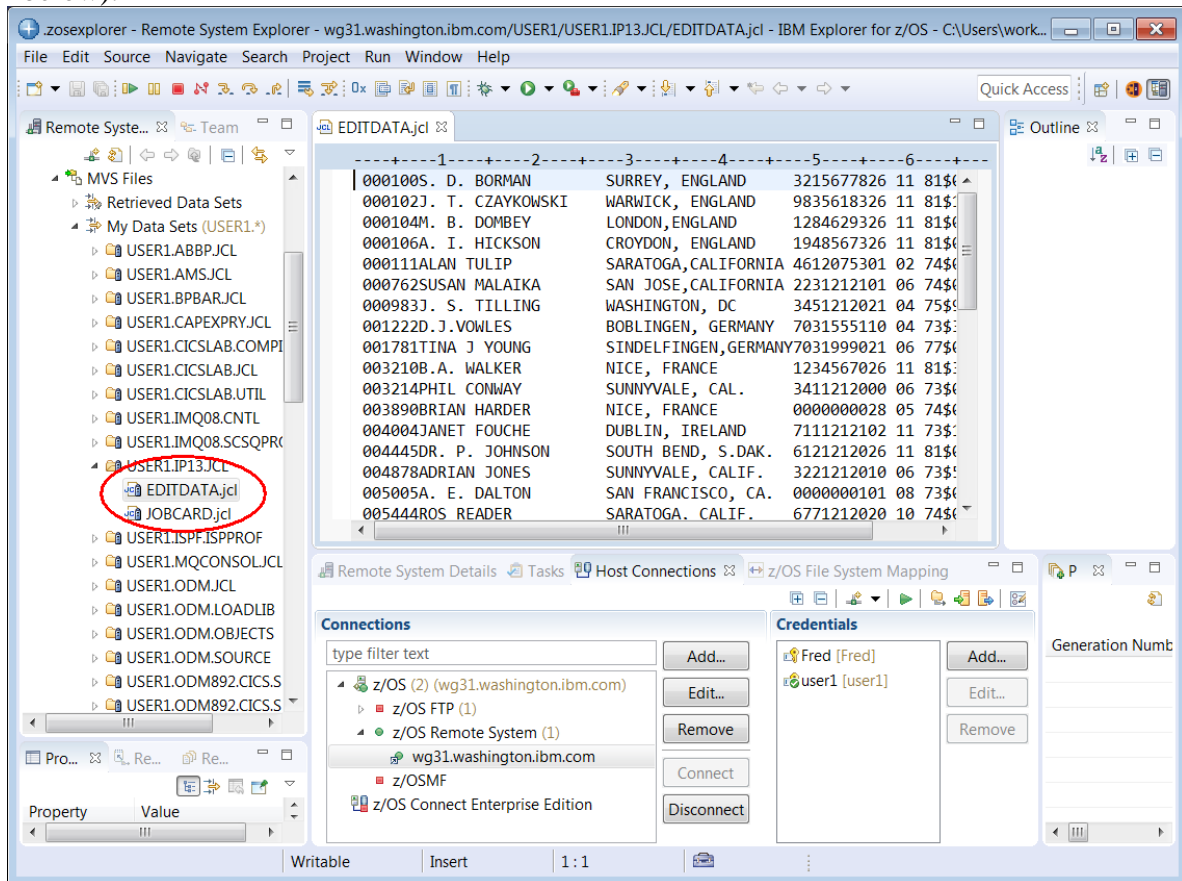 .zosexplorer - Remote System Explorer - wg31.washington.ibm.com/USER1/USER1.IP13.JCL/EDITDATA.jcl - IBM Explorer for z/OS - C:\Users\work...
File Edit Source Navigate Search Project Run Window Help
Quick Access
Remote Syste... Team
MVS Files
Retrieved Data Sets
My Data Sets (USER1.*)
USER1.ABBP.JCL
USER1.AMS.JCL
USER1.BPBAR.JCL
USER1.CAPEXPRY.JCL
USER1.CICSLAB.COMPI
USER1.CICSLAB.JCL
USER1.CICSLAB.UTIL
USER1.IMQ08.CNTL
USER1.IMQ08.SCSQPR(
USER1.IP13.JCL
EDITDATA.jcl
JOBCARD.jcl
USER1.ISPF.ISPPROF
USER1.MQCONSOL.JCL
USER1.ODM.JCL
USER1.ODM.LOADLIB
USER1.ODM.OBJECTS
USER1.ODM.SOURCE
USER1.ODM892.CICS.S
USER1.ODM892.CICS.S
EDITDATA.jcl
----+----1----+----2----+----3----+----4----+----5----+----6----+---
000100S. D. BORMAN SURREY, ENGLAND 3215677826 11 81$
000102J. T. CZAYKOWSKI WARWICK, ENGLAND 9835618326 11 81$
000104M. B. DOMBEY LONDON,ENGLAND 1284629326 11 81$
000106A. I. HICKSON CROYDON, ENGLAND 1948567326 11 81$
000111ALAN TULIP SARATOGA,CALIFORNIA 4612075301 02 74$
000762SUSAN MALAIKA SAN JOSE,CALIFORNIA 2231212101 06 74$
000983J. S. TILLING WASHINGTON, DC 3451212021 04 75$
001222D.J.VOWLES BOBLINGEN, GERMANY 7031555110 04 73$
001781TINA J YOUNG SINDELFINGEN,GERMANY7031999021 06 77$
003210B.A. WALKER NICE, FRANCE 1234567026 11 81$
003214PHIL CONWAY SUNNYVALE, CAL. 3411212000 06 73$
003890BRIAN HARDER NICE, FRANCE 0000000028 05 74$
004004JANET FOUCHE DUBLIN, IRELAND 7111212102 11 73$
004445DR. P. JOHNSON SOUTH BEND, S.DAK. 6121212026 11 81$
004878ADRIAN JONES SUNNYVALE, CALIF. 3221212010 06 73$
005005A. E. DALTON SAN FRANCISCO, CA. 0000000101 08 73$
005444ROS READER SARATOGA. CALIF. 6771212020 10 74$
Outline
Remote System Details Tasks Host Connections z/OS File System Mapping
Connections
type filter text
z/OS (2) (wg31.washington.ibm.com)
z/OS FTP (1)
z/OS Remote System (1)
wg31.washington.ibm.com
z/OSMF
z/OS Connect Enterprise Edition
Add...
Edit...
Remove
Connect
Disconnect
Credentials
Fred [Fred]
user1 [user1]
Add...
Edit...
Remove
P
Generation Numb
Pro... Re... Re...
Property Value
Writable Insert 1:1